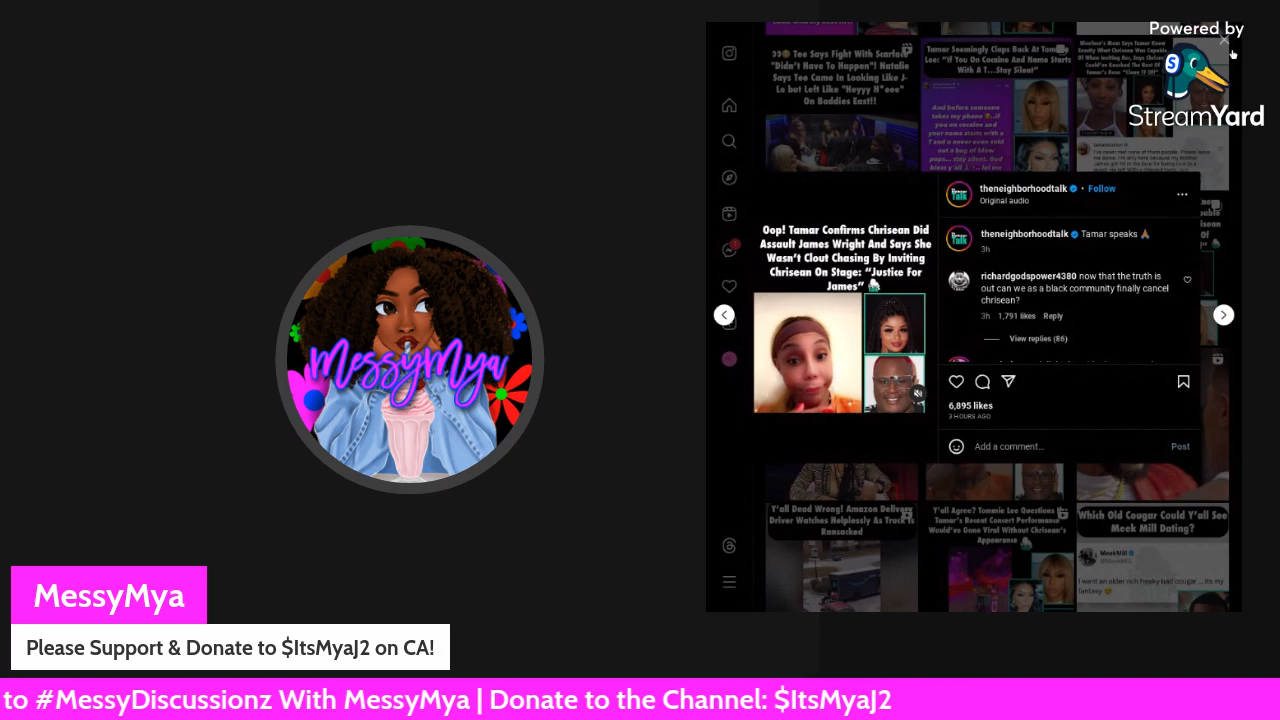 Powered by
StreamYard
Tee Says Fight With Scarface
"Didn't Have To Happen"! Natalie
Says Tee Came In Looking Like J-
Lo but Left Like "Heyyy H*eee"
On Baddies East!!
Tamar Seemingly Claps Back At Tommie
Lee: "If You On Cocaine And Name Starts
With A T...Stay Silent"
And before someone
takes my phone
you on cocaine and
your name starts with a
theneighborhoodtalk • Follow
Original audio
theneighborhoodtalk Tamar speaks 🙏🏾
3h
Oop! Tamar Confirms Chrisean Did
Assault James Wright And Says She
Wasn't Clout Chasing By Inviting
Chrisean On Stage: "Justice For
James"
richardgodspower4380 now that the truth is
out can we as a black community finally cancel
chrisean?
3h 1,791 likes Reply
View replies (86)
6,895 likes
3 HOURS AGO
Add a comment...
Post
MessyMya
Y'all Dead Wrong! Amazon Delivery
Driver Watches Helplessly As Truck Is
Ransacked
Y'all Agree? Tommie Lee Questions If
Tamar's Recent Concert Performance
Would've Gone Viral Without Chrisean's
Appearance
Which Old Cougar Could Y'all See
Meek Mill Dating?
MeekMill
@MeekMill
I want an older rich freaky bad cougar ...its my
fantasy
MessyMya
Please Support & Donate to $ItsMyaJ2 on CA!
to #MessyDiscussionz With MessyMya | Donate to the Channel: $ItsMyaJ2